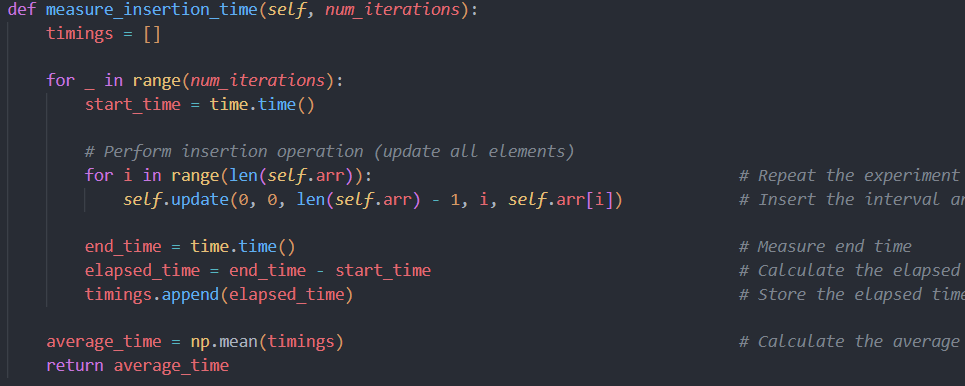 def measure_insertion_time(self, num_iterations):
    timings = []

    for _ in range(num_iterations):
        start_time = time.time()

        # Perform insertion operation (update all elements)
        for i in range(len(self.arr)):                                      # Repeat the experiment
            self.update(0, 0, len(self.arr) - 1, i, self.arr[i])            # Insert the interval

        end_time = time.time()                                              # Measure end time
        elapsed_time = end_time - start_time                                # Calculate the elapsed
        timings.append(elapsed_time)                                        # Store the elapsed time

    average_time = np.mean(timings)                                         # Calculate the average
    return average_time